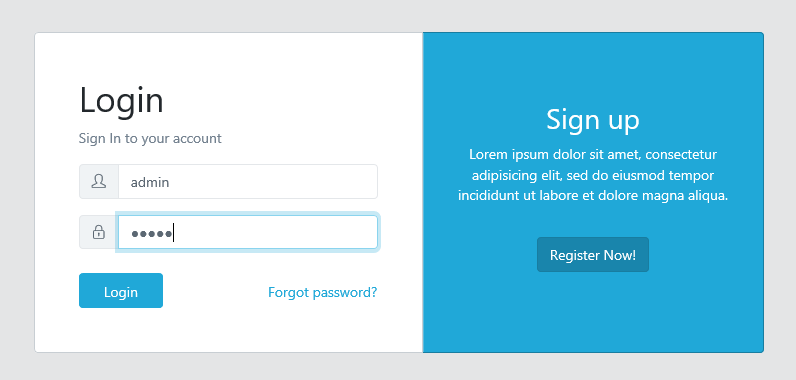 Login
Sign In to your account
admin
●●●●●
Login
Forgot password?
Sign up
Lorem ipsum dolor sit amet, consectetur
adipisicing elit, sed do eiusmod tempor
incididunt ut labore et dolore magna aliqua.
Register Now!